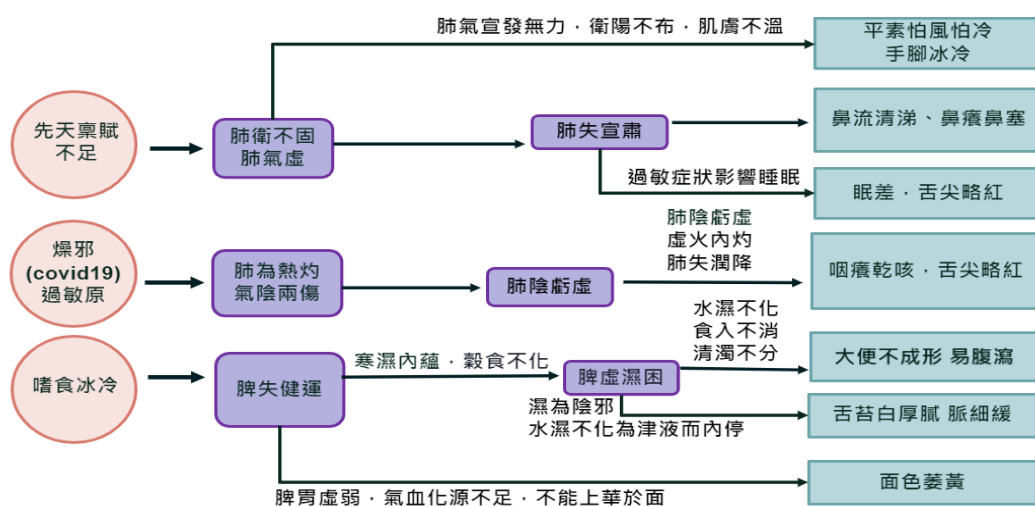 肺氣宣發無力，衛陽不布，肌膚不溫
平素怕風怕冷
手腳冰冷
先天稟賦
不足
肺衛不固
肺氣虛
肺失宣肅
鼻流清涕、鼻癢鼻塞
過敏症狀影響睡眠
眠差，舌尖略紅
燥邪
(covid19)
過敏原
肺為熱灼
氣陰兩傷
肺陰虧虛
肺陰虧虛
虛火內灼
肺失潤降
咽癢乾咳，舌尖略紅
嗜食冰冷
脾失健運
寒濕內蘊，穀食不化
脾虛濕困
水濕不化
食入不消
清濁不分
大便不成形 易腹瀉
濕為陰邪
水濕不化為津液而內停
舌苔白厚膩 脈細緩
脾胃虛弱，氣血化源不足，不能上華於面
面色萎黃